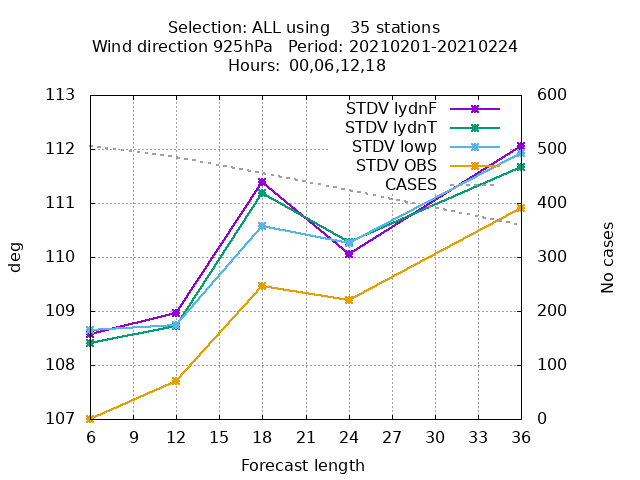 Selection: ALL using 35 stations
Wind direction 925hPa Period: 20210201-20210224
Hours: 00,06,12,18
113
112
111
110
109
108
107
deg
600
500
400
300
200
100
0
No cases
STDV IydnF
STDV IydnT
STDV lowp
STDV OBS
CASES
6 9 12 15 18 21 24 27 30 33 36
Forecast length